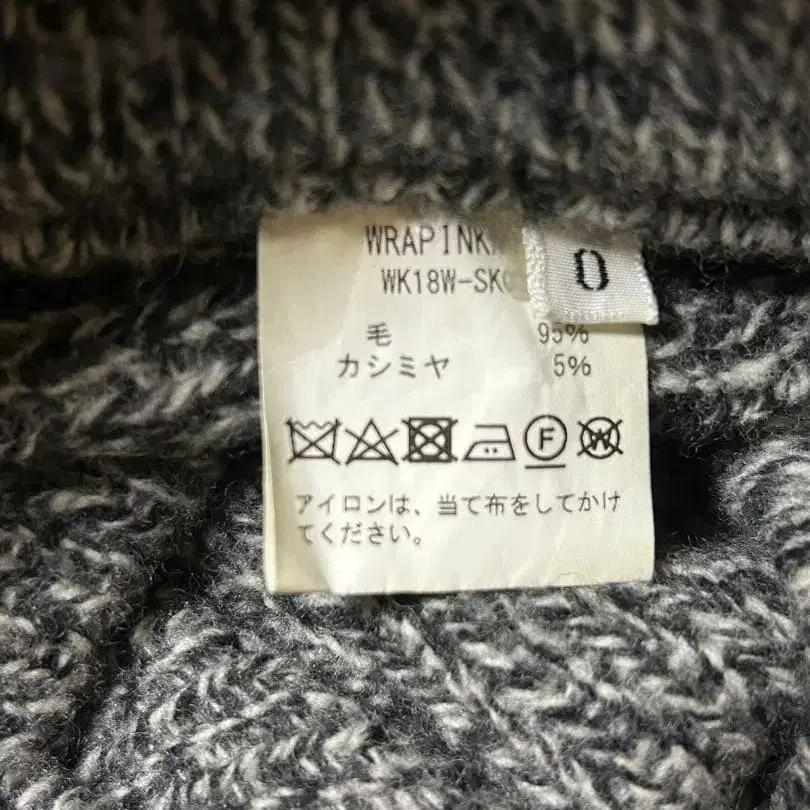 WRAPINK
0
WK18W-SK
毛 95%
カシミヤ 5%
F W
アイロンは、当て布をしてかけ
てください。